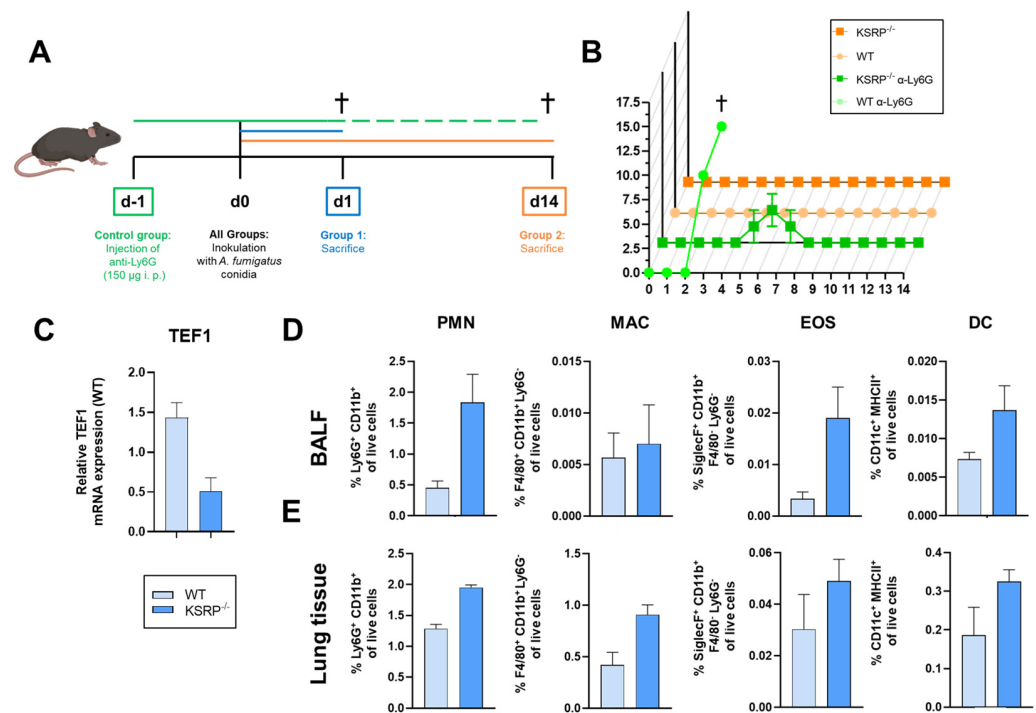 A
†
†
d-1
d0
d1
d14
Control group:
Injection of
anti-Ly6G
(150 µg i. p.)
All Groups:
Inokulation
with A. fumigatus
conidia
Group 1:
Sacrifice
Group 2:
Sacrifice
B
KSRP-/-
WT
KSRP-/- α-Ly6G
WT α-Ly6G
†
17.5
15.0
12.5
10.0
7.5
5.0
2.5
0.0
0 1 2 3 4 5 6 7 8 9 10 11 12 13 14
C
TEF1
Relative TEF1
mRNA expression (WT)
2.0
1.5
1.0
0.5
0.0
WT
KSRP-/-
D
PMN
MAC
EOS
DC
BALF
% Ly6G+ CD11b+
of live cells
2.5
2.0
1.5
1.0
0.5
0.0
% F4/80+ CD11b+Ly6G-
of live cells
0.015
0.010
0.005
0.000
% SiglecF+ CD11b+
F4/80- Ly6G-
of live cells
0.03
0.02
0.01
0.00
% CD11c+ MHCII+
of live cells
0.020
0.015
0.010
0.005
0.000
E
Lung tissue
% Ly6G+ CD11b+
of live cells
2.5
2.0
1.5
1.0
0.5
0.0
% F4/80+ CD11b+Ly6G-
of live cells
1.5
1.0
0.5
0.0
% SiglecF+ CD11b+
F4/80- Ly6G-
of live cells
0.06
0.04
0.02
0.00
% CD11c+ MHCII+
of live cells
0.4
0.3
0.2
0.1
0.0